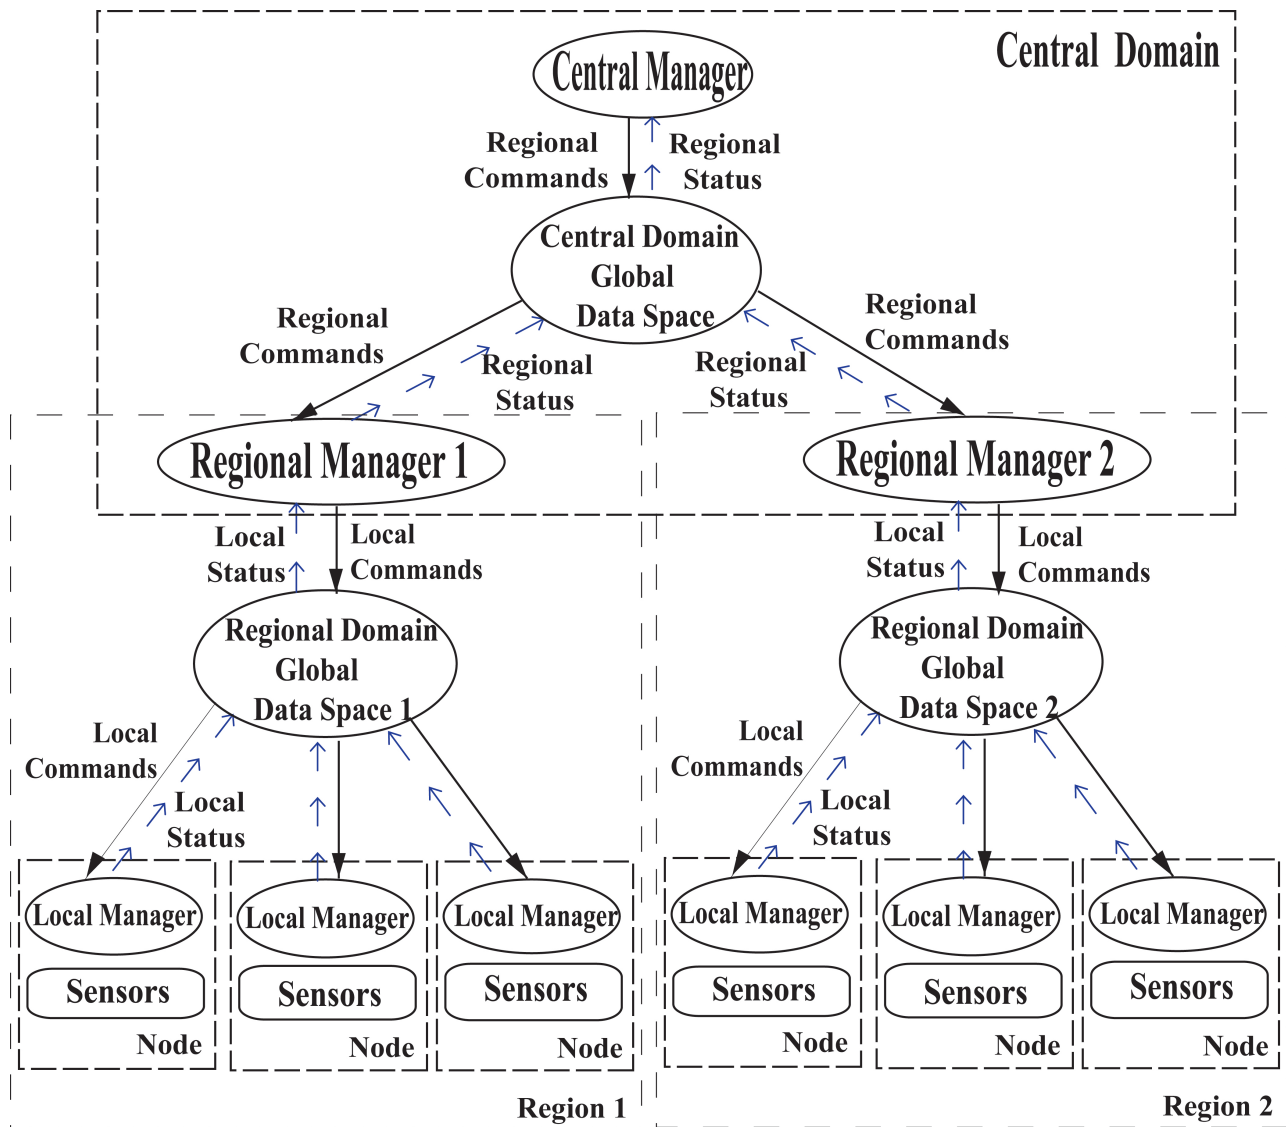 Central Domain
Central Manager
Regional
Commands
Regional
Status
Central Domain
Global
Data Space
Regional
Commands
Regional
Status
Regional
Status
Regional
Commands
Regional Manager 1
Regional Manager 2
Local
Status
Local
Commands
Local
Status
Local
Commands
Regional Domain
Global
Data Space 1
Regional Domain
Global
Data Space 2
Local
Commands
Local
Status
Local
Commands
Local
Status
Local Manager
Local Manager
Local Manager
Local Manager
Local Manager
Local Manager
Sensors
Sensors
Sensors
Sensors
Sensors
Sensors
Node
Node
Node
Node
Node
Node
Region 1
Region 2